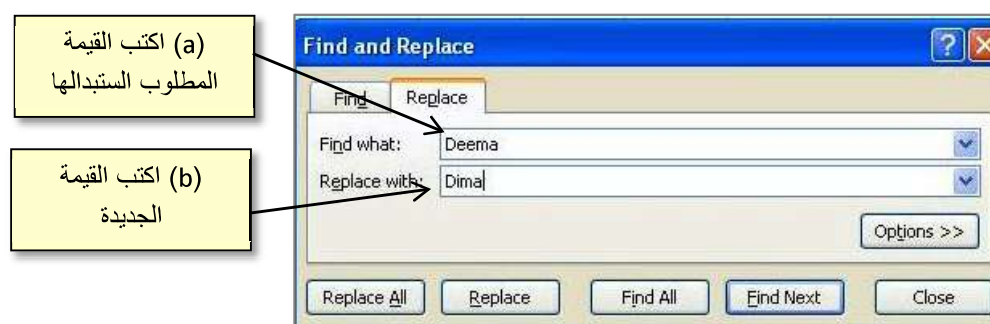 (a) اكتب القيمة
المطلوب الستبدالها
(b) اكتب القيمة
الجديدة
Find and Replace
Find Replace
Find what: Deema
Replace with: Dima
Options >>
Replace All Replace Find All Find Next Close